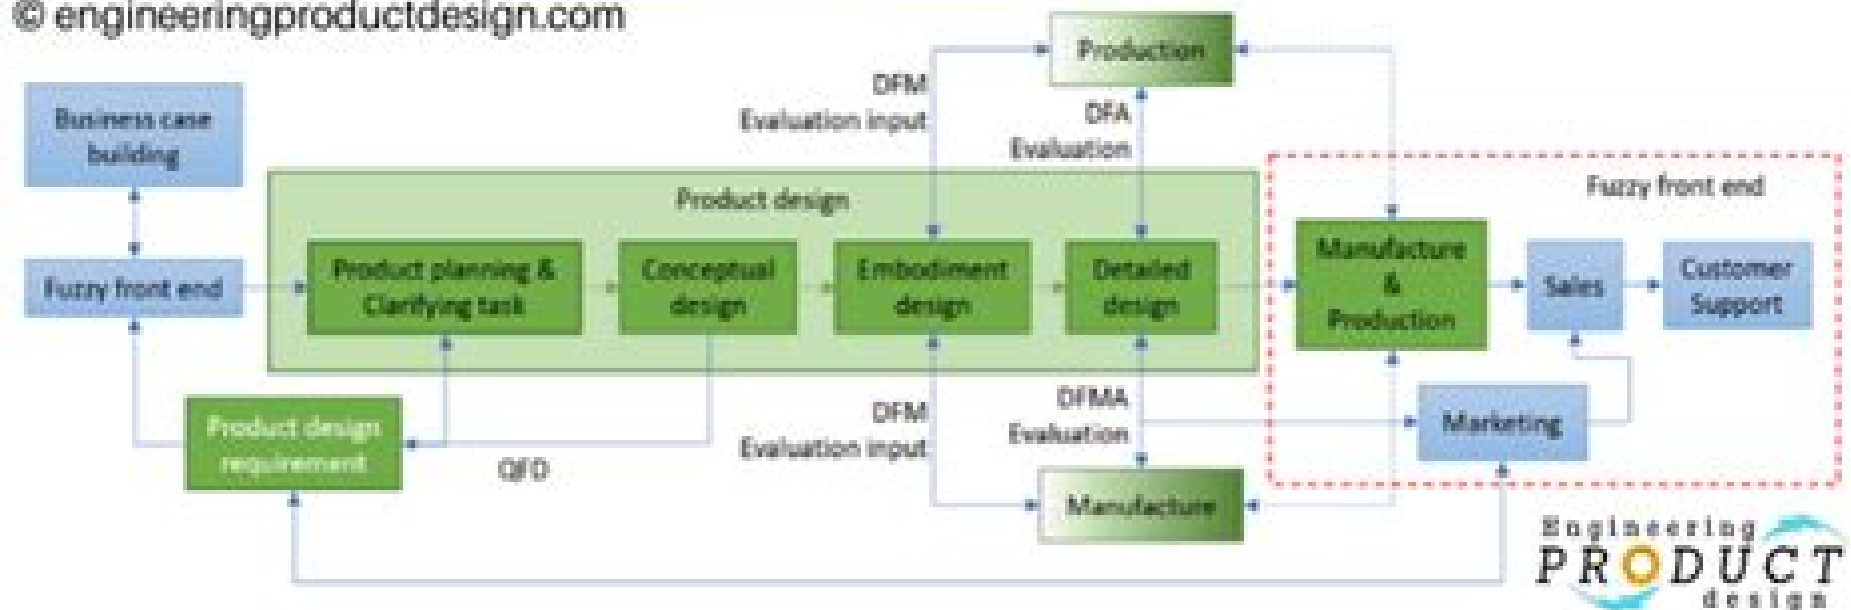 © engineeringproductdesign.com
Production
DFM
Evaluation input
DFA
Evaluation
Business case
building
Product design
Fuzzy front end
Fuzzy front end
Product planning &
Clarifying task
Conceptual
design
Embodiment
design
Detailed
design
Manufacture
&
Production
Sales
Customer
Support
Product design
requirement
QFD
DFM
Evaluation input
DFMA
Evaluation
Marketing
Manufacture
Engineering
PRODUCT
design